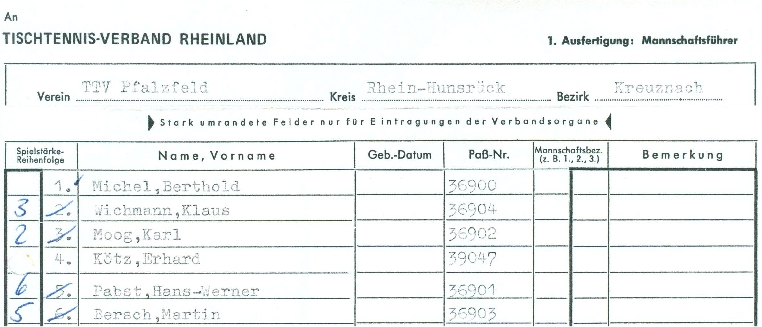 An
TISCHTENNIS-VERBAND RHEINLAND
1. Ausfertigung: Mannschaftsführer
Verein TTV Pfalzfeld Kreis Rhein-Hunsrück Bezirk Kreuznach
Stark umrandete Felder nur für Eintragungen der Verbandsorgane
Spielstärke-Reihenfolge Name, Vorname Geb.-Datum Paß-Nr. Mannschaftsbez. (z. B. 1., 2., 3.) Bemerkung
1. Michel,Berthold 36900
3 2. Wichmann,Klaus 36904
2 3. Moog,Karl 36902
4. Kötz,Erhard 39047
6 5. Pabst,Hans-Werner 36901
5 6. Bersch,Martin 36903